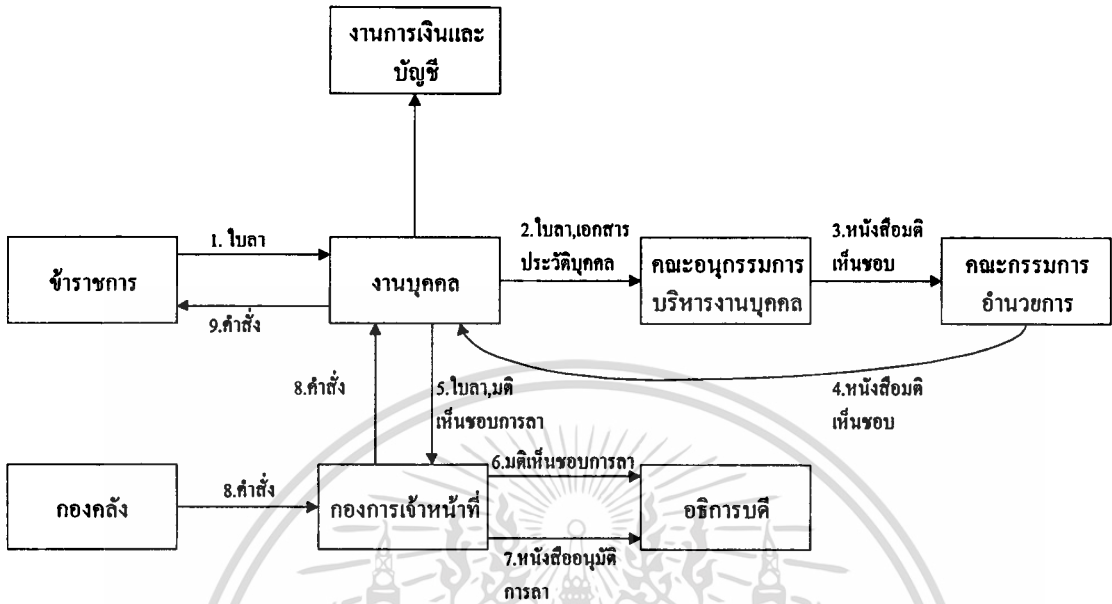 งานการเงินและ
บัญชี
ข้าราชการ
1. ใบลา
9.คำสั่ง
งานบุคคล
2.ใบลา,เอกสาร
ประวัติบุคคล
คณะอนุกรรมการ
บริหารงานบุคคล
3.หนังสือมติ
เห็นชอบ
คณะกรรมการ
อำนวยการ
8.คำสั่ง
5.ใบลา,มติ
เห็นชอบการลา
4.หนังสือมติ
เห็นชอบ
กองคลัง
8.คำสั่ง
กองการเจ้าหน้าที่
6.มติเห็นชอบการลา
7.หนังสืออนุมัติ
การลา
อธิการบดี